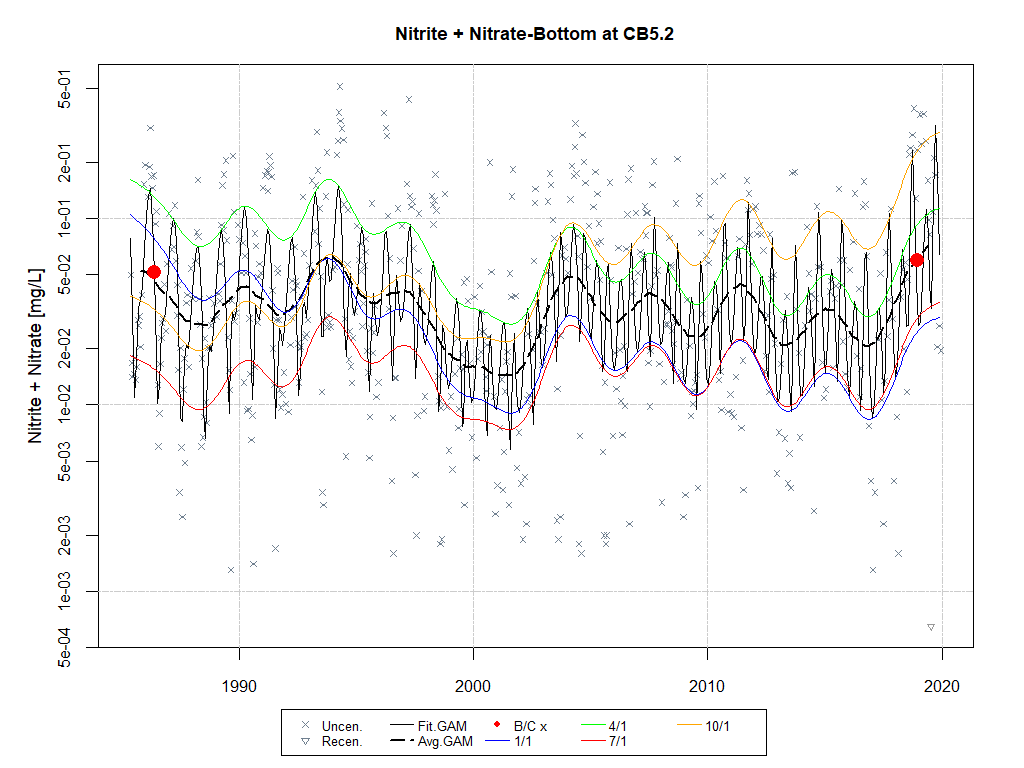 Nitrite + Nitrate-Bottom at CB5.2
Nitrite + Nitrate [mg/L]
5e-01
2e-01
1e-01
5e-02
2e-02
1e-02
5e-03
2e-03
1e-03
5e-04
1990 2000 2010 2020
Uncen. Fit.GAM B/C x 4/1 10/1
Recen. Avg.GAM 1/1 7/1